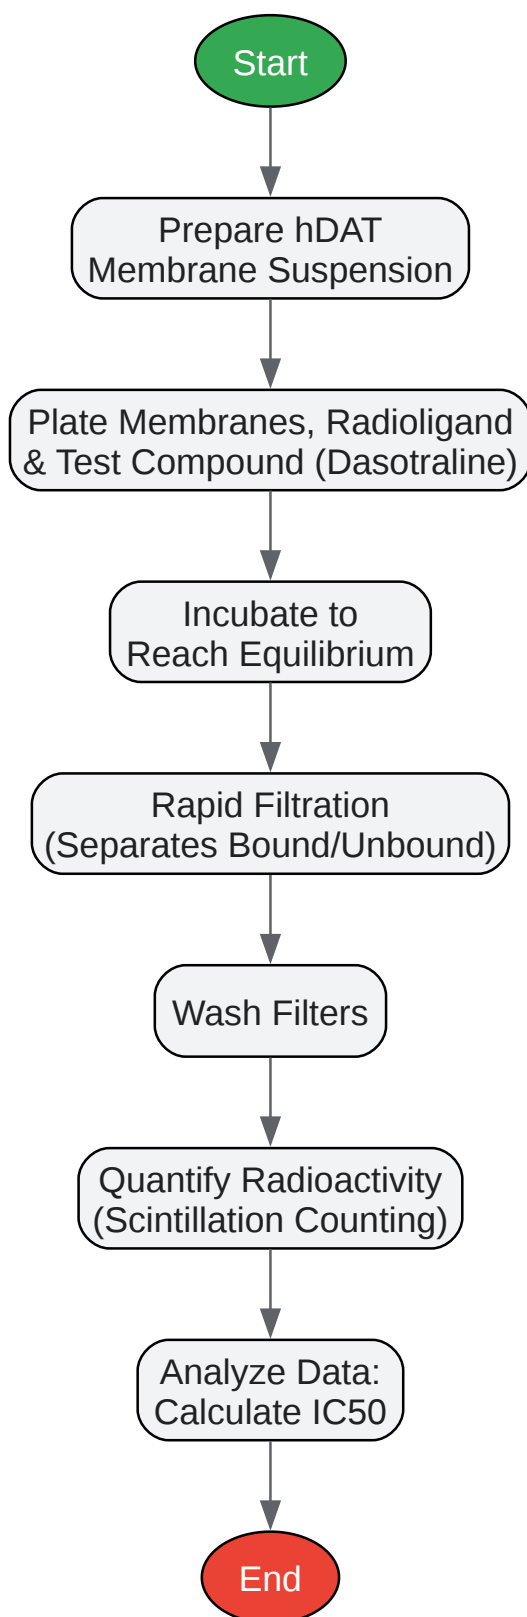 Start
Prepare hDAT
Membrane Suspension
Plate Membranes, Radioligand
& Test Compound (Dasotraline)
Incubate to
Reach Equilibrium
Rapid Filtration
(Separates Bound/Unbound)
Wash Filters
Quantify Radioactivity
(Scintillation Counting)
Analyze Data:
Calculate IC50
End